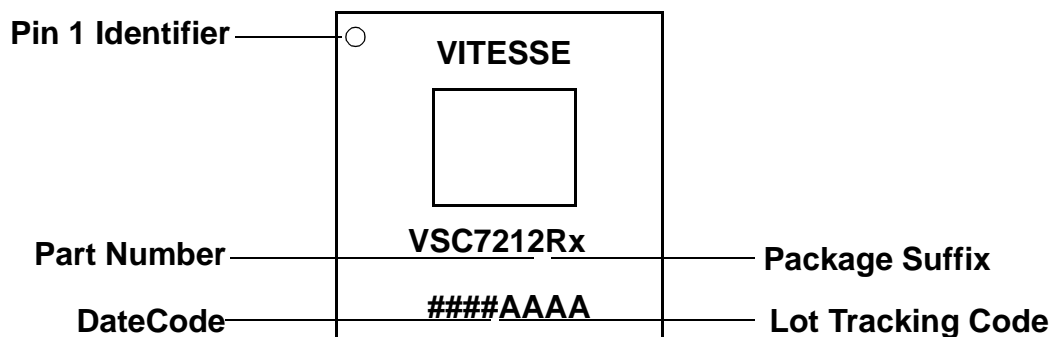 Pin 1 Identifier
VITESSE
VSC7212Rx
Part Number
Package Suffix
####AAAA
DateCode
Lot Tracking Code